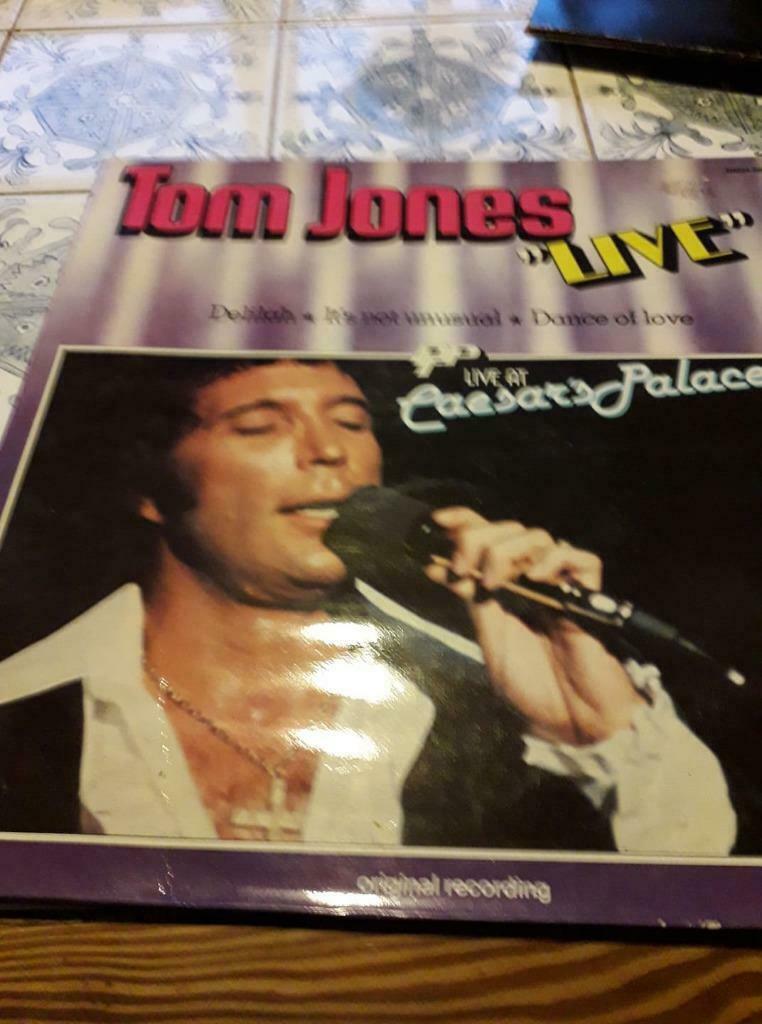 Tom Jones
"LIVE"
Delilah ★ It's not unusual ★ Dance of love
LIVE AT
Caesar's Palace
original recording